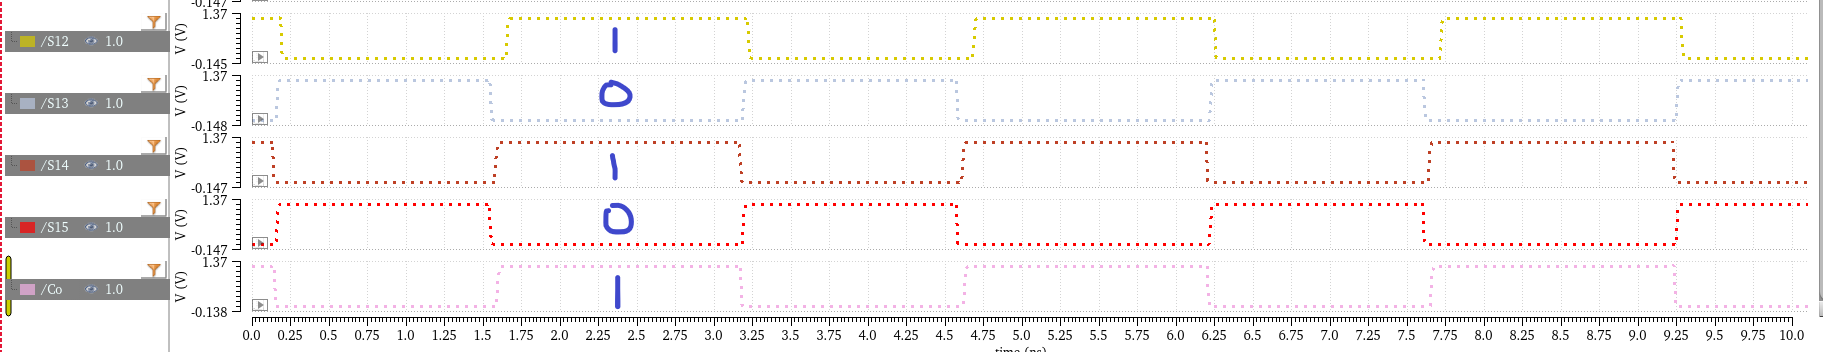 -0.147
/S12 1.0 V (V) 1.37 -0.145 1
/S13 1.0 V (V) 1.37 -0.148 0
/S14 1.0 V (V) 1.37 -0.147 1
/S15 1.0 V (V) 1.37 -0.147 0
/Co 1.0 V (V) 1.37 -0.138 1
0.0 0.25 0.5 0.75 1.0 1.25 1.5 1.75 2.0 2.25 2.5 2.75 3.0 3.25 3.5 3.75 4.0 4.25 4.5 4.75 5.0 5.25 5.5 5.75 6.0 6.25 6.5 6.75 7.0 7.25 7.5 7.75 8.0 8.25 8.5 8.75 9.0 9.25 9.5 9.75 10.0
time (ns)